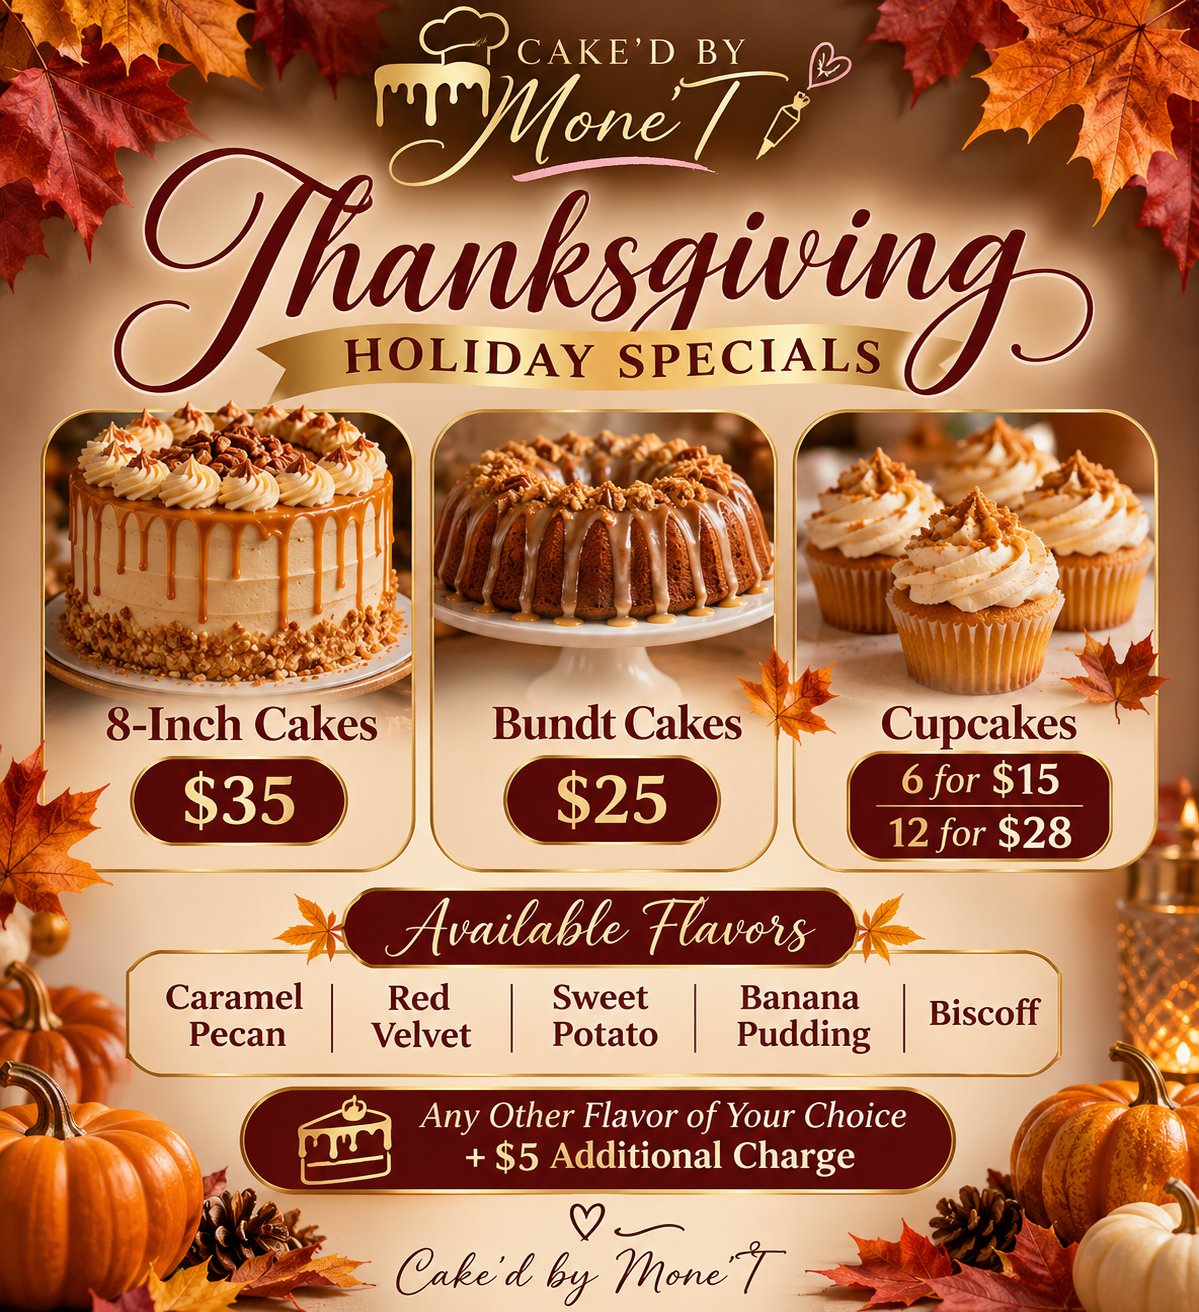 CAKE'D BY
Mone'T
Thanksgiving
HOLIDAY SPECIALS
8-Inch Cakes
$35
Bundt Cakes
$25
Cupcakes
6 for $15
12 for $28
Available Flavors
Caramel
Pecan
Red
Velvet
Sweet
Potato
Banana
Pudding
Biscoff
Any Other Flavor of Your Choice
+ $5 Additional Charge
Cake'd by Mone'T